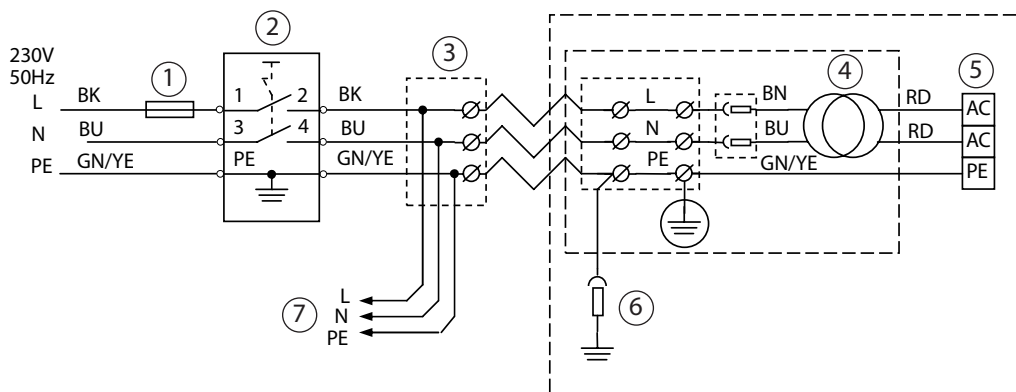 230V
50Hz
1
2
3
4
5
L BK 1 2 BK L BN RD AC
N BU 3 4 BU N BU RD AC
PE GN/YE PE GN/YE PE GN/YE PE
6
7
L
N
PE